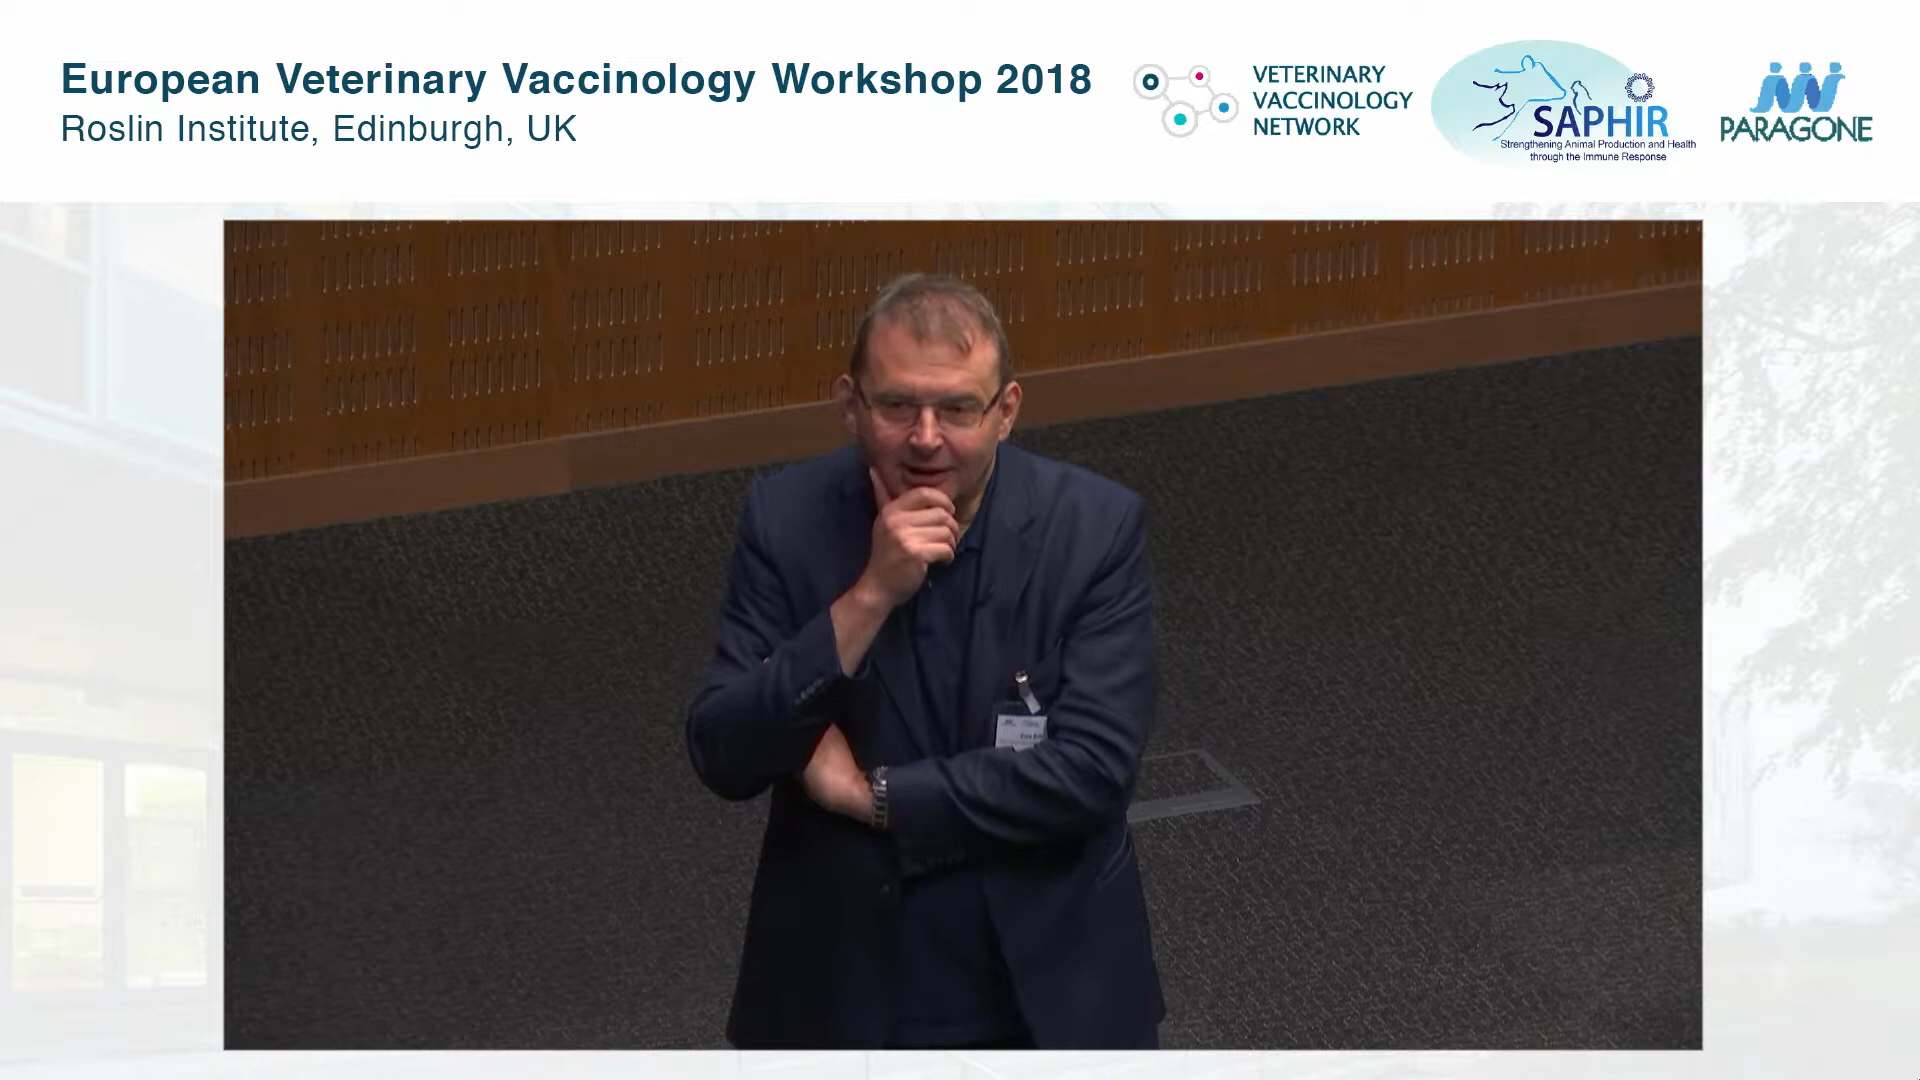 European Veterinary Vaccinology Workshop 2018
Roslin Institute, Edinburgh, UK
VETERINARY
VACCINOLOGY
NETWORK
SAPHIR
Strengthening Animal Production and Health
through the Immune Response
PARAGONE